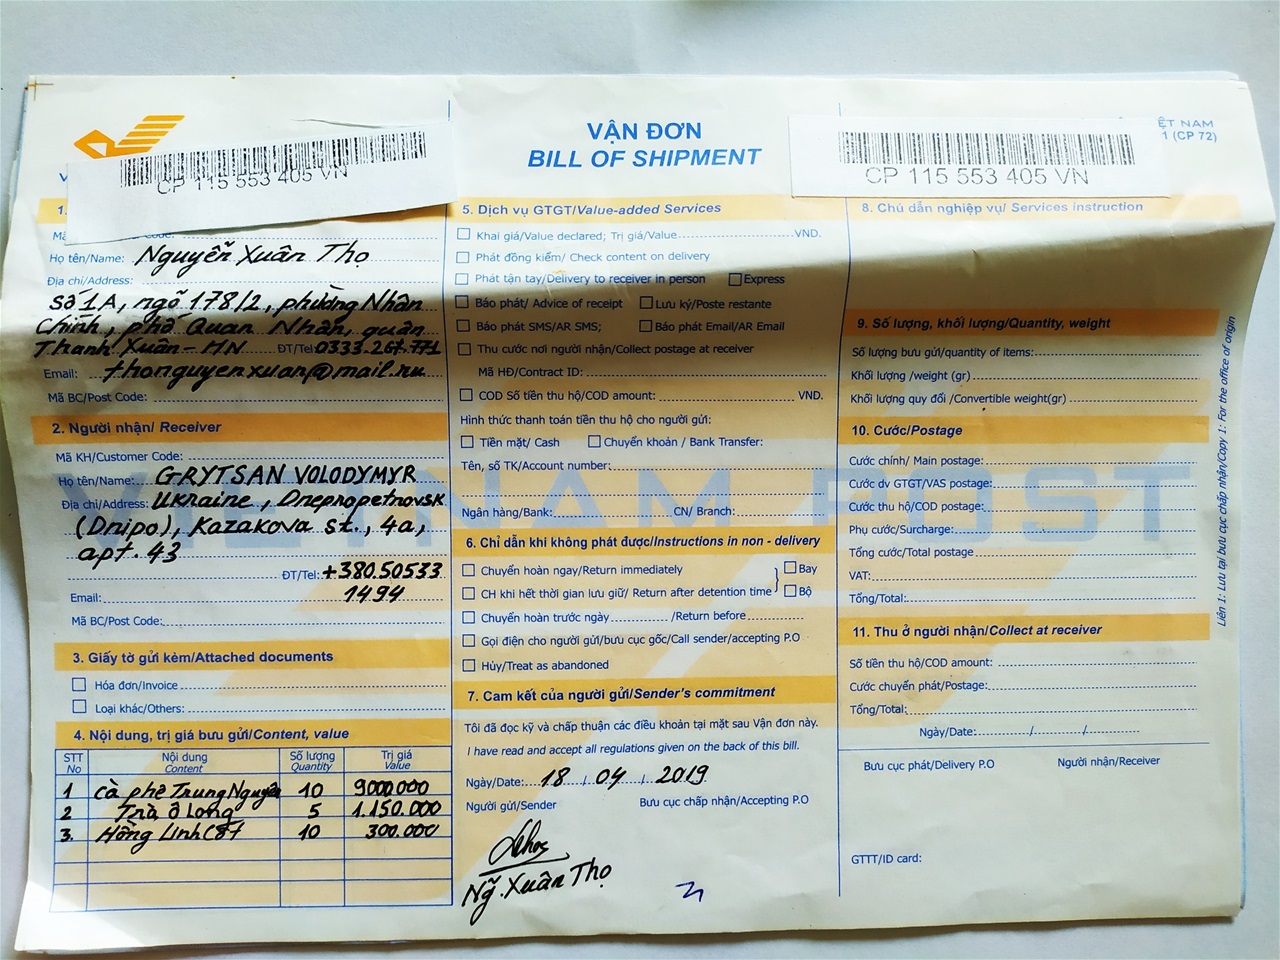 CP 115 553 405 VN
VẬN ĐƠN
BILL OF SHIPMENT
CP 115 553 405 VN
ỆT NAM
1 (CP 72)
1.
Họ tên/Name: Nguyễn Xuân Thọ
Địa chỉ/Address:
Số 1A, ngõ 178/2, phường Nhân
Chính, phố Quan Nhân, quận
Thanh Xuân - HN ĐT/Tel: 0333.267.771
Email: thonguyenxuan@mail.ru
Mã BC/Post Code:
2. Người nhận/ Receiver
Mã KH/Customer Code:
Họ tên/Name: GRYTSAN VOLODYMYR
Địa chỉ/Address: Ukraine, Dnepropetrovsk
(Dnipo), Kazakova st., 4a,
apt. 43
ĐT/Tel: +380.50533
1494
Email:
Mã BC/Post Code:
3. Giấy tờ gửi kèm/Attached documents
Hóa đơn/Invoice
Loại khác/Others:
4. Nội dung, trị giá bưu gửi/Content, value
STT No Nội dung Content Số lượng Quantity Trị giá Value
1 cà phê Trung Nguyên 10 9000.000
2 Trà ô Long 5 1.150.000
3. Hồng Linh Cốt 10 300.000
5. Dịch vụ GTGT/Value-added Services
Khai giá/Value declared; Trị giá/Value VND.
Phát đồng kiểm/ Check content on delivery
Phát tận tay/Delivery to receiver in person Express
Báo phát/ Advice of receipt Lưu ký/Poste restante
Báo phát SMS/AR SMS; Báo phát Email/AR Email
Thu cước nơi người nhận/Collect postage at receiver
Mã HĐ/Contract ID:
COD Số tiền thu hộ/COD amount: VND.
Hình thức thanh toán tiền thu hộ cho người gửi:
Tiền mặt/ Cash Chuyển khoản / Bank Transfer:
Tên, số TK/Account number:
Ngân hàng/Bank: CN/ Branch:
6. Chỉ dẫn khi không phát được/Instructions in non - delivery
Chuyển hoàn ngay/Return immediately Bay
CH khi hết thời gian lưu giữ/ Return after detention time Bộ
Chuyển hoàn trước ngày /Return before
Gọi điện cho người gửi/bưu cục gốc/Call sender/accepting P.O
Hủy/Treat as abandoned
7. Cam kết của người gửi/Sender's commitment
Tôi đã đọc kỹ và chấp thuận các điều khoản tại mặt sau Vận đơn này.
I have read and accept all regulations given on the back of this bill.
Ngày/Date: 18 / 04 / 2019
Người gửi/Sender Bưu cục chấp nhận/Accepting P.O
Ng̃. Xuân Thọ
8. Chỉ dẫn nghiệp vụ/ Services instruction
9. Số lượng, khối lượng/Quantity, weight
Số lượng bưu gửi/quantity of items:
Khối lượng /weight (gr)
Khối lượng quy đổi /Convertible weight(gr)
10. Cước/Postage
Cước chính/ Main postage:
Cước dv GTGT/VAS postage:
Cước thu hộ/COD postage:
Phụ cước/Surcharge:
Tổng cước/Total postage
VAT:
Tổng/Total:
11. Thu ở người nhận/Collect at receiver
Số tiền thu hộ/COD amount:
Cước chuyển phát/Postage:
Tổng/Total:
Ngày/Date: / /
Bưu cục phát/Delivery P.O Người nhận/Receiver
GTTT/ID card:
Liên 1: Lưu tại bưu cục chấp nhận/Copy 1: For the office of origin
VIETNAM POST